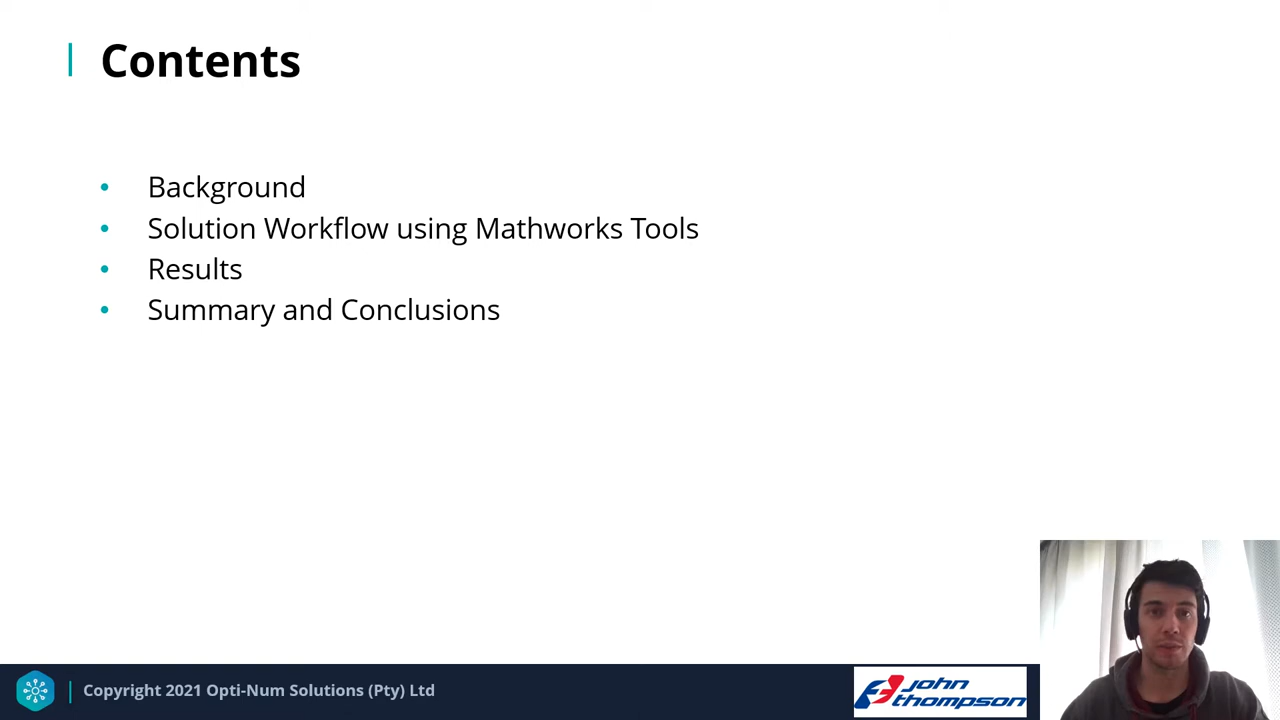 Contents
• Background
• Solution Workflow using Mathworks Tools
• Results
• Summary and Conclusions
Copyright 2021 Opti-Num Solutions (Pty) Ltd
john
thompson